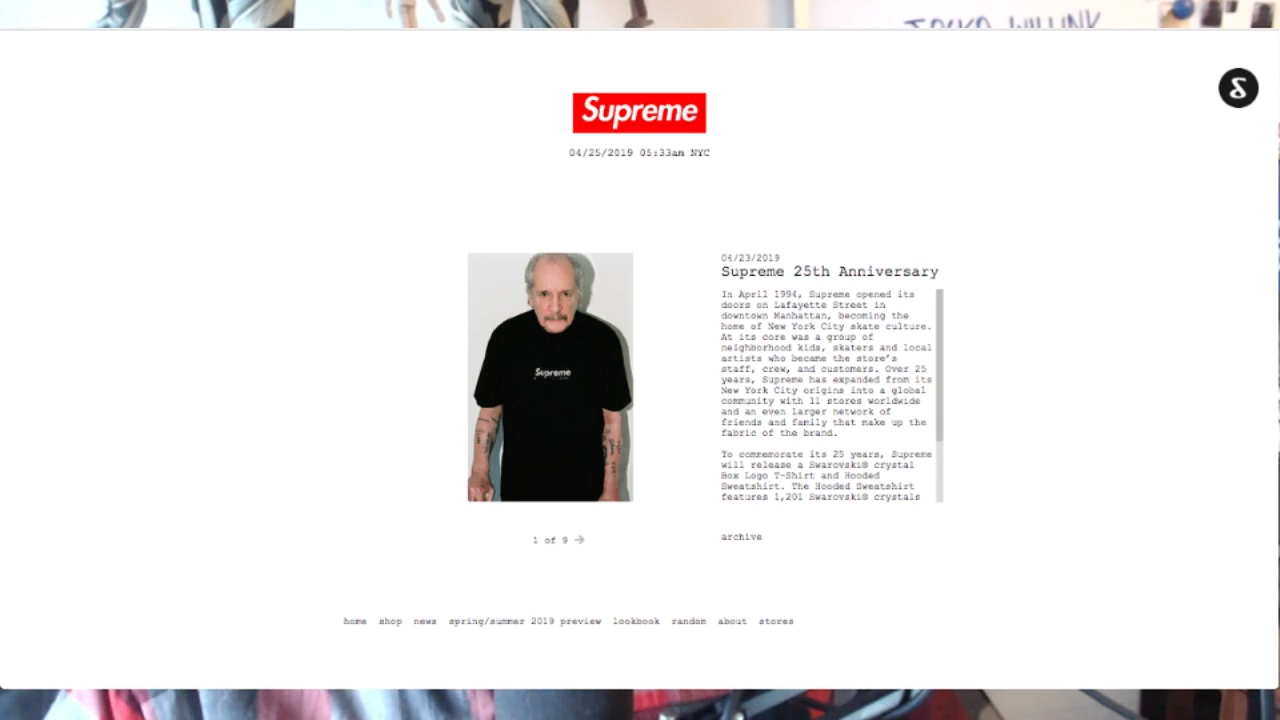 JOCKO WILLINK
Supreme
04/25/2019 05:33am NYC
Supreme
04/23/2019
Supreme 25th Anniversary
In April 1994, Supreme opened its
doors on Lafayette Street in
downtown Manhattan, becoming the
home of New York City skate culture.
At its core was a group of
neighborhood kids, skaters and local
artists who became the store's
staff, crew, and customers. Over 25
years, Supreme has expanded from its
New York City origins into a global
community with 11 stores worldwide
and an even larger network of
friends and family that make up the
fabric of the brand.
To commemorate its 25 years, Supreme
will release a Swarovski® crystal
Box Logo T-Shirt and Hooded
Sweatshirt. The Hooded Sweatshirt
features 1,201 Swarovski® crystals
1 of 9 →
archive
home shop news spring/summer 2019 preview lookbook random about stores